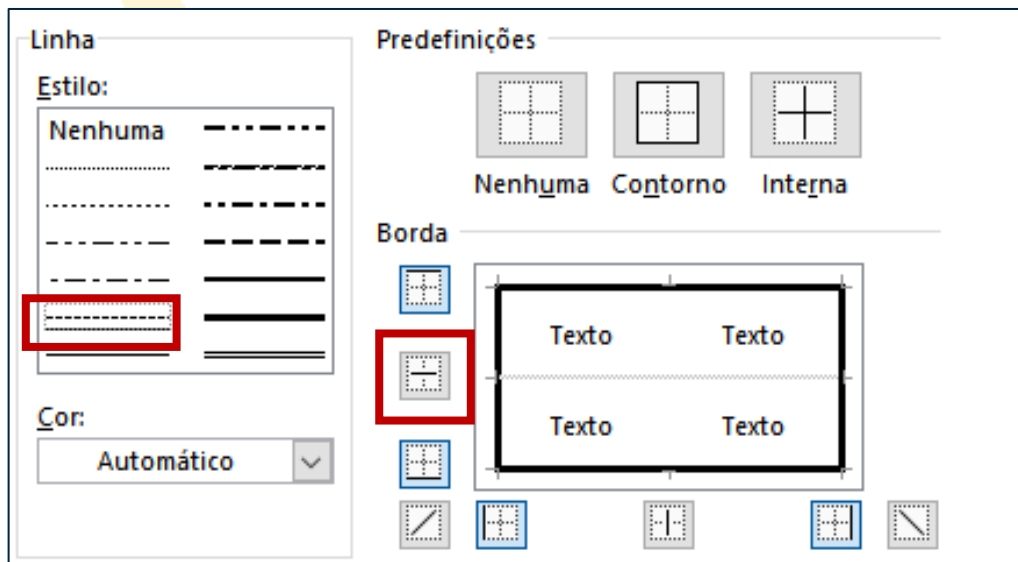 Linha
Estilo:
Nenhuma
Cor:
Automático
Predefinições
Nenhuma Contorno Interna
Borda
Texto Texto
Texto Texto